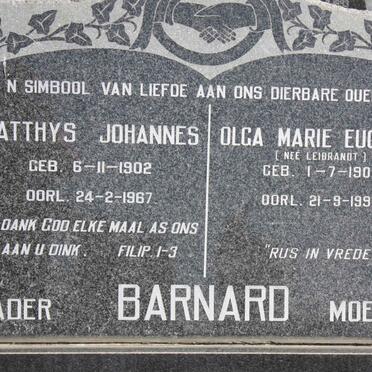 'N SIMBOOL VAN LIEFDE AAN ONS DIERBARE OUE
ATTHYS JOHANNES
GEB. 6-11-1902
OORL. 24-2-1967
DANK GOD ELKE MAAL AS ONS
AAN U DINK. FILIP. 1-3
OLGA MARIE EUG
(NEÉ LEIBRANDT)
GEB. 1-7-190
OORL. 21-9-199
"RUS IN VREDE
ADER BARNARD MOE